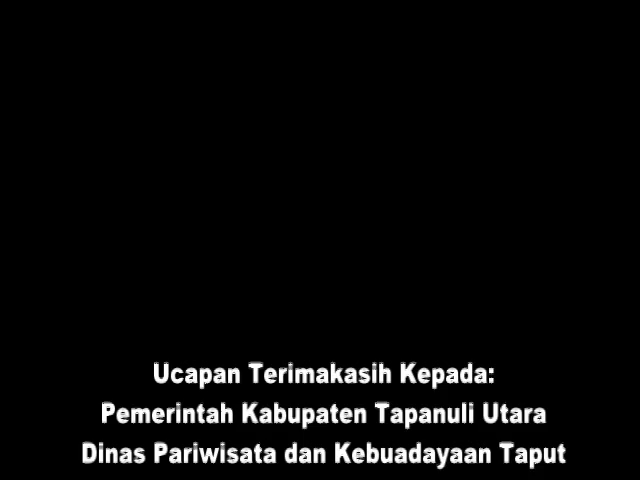 Ucapan Terimakasih Kepada:
Pemerintah Kabupaten Tapanuli Utara
Dinas Pariwisata dan Kebuadayaan Taput